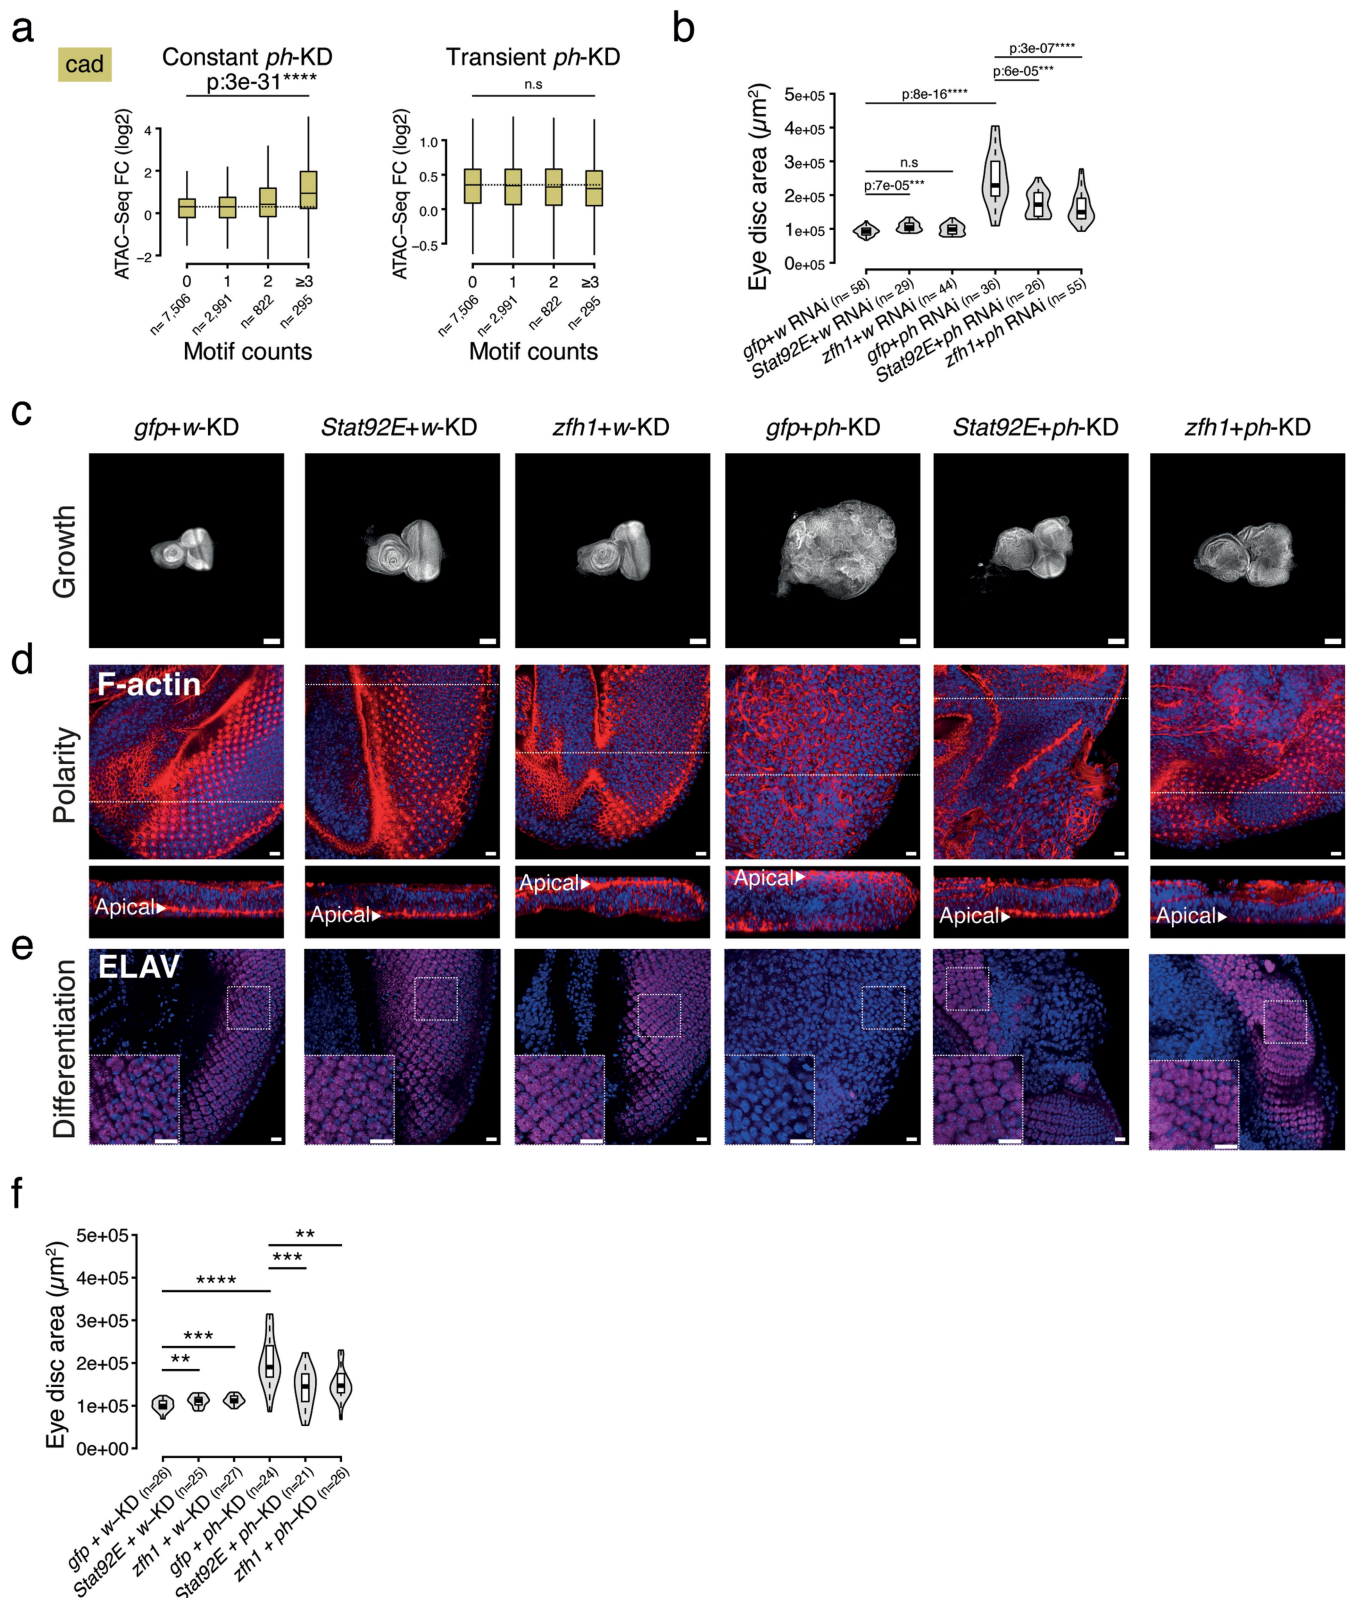 a
cad
Constant ph-KD
p:3e-31****
ATAC-Seq FC (log2)
4
2
0
−2
0
1
2
≥3
n= 7,506
n= 2,991
n= 822
n= 295
Motif counts
Transient ph-KD
n.s
ATAC-Seq FC (log2)
1.0
0.5
0.0
−0.5
0
1
2
≥3
n= 7,506
n= 2,991
n= 822
n= 295
Motif counts
b
p:3e-07****
p:6e-05***
p:8e-16****
n.s
p:7e-05***
Eye disc area (µm2)
5e+05
4e+05
3e+05
2e+05
1e+05
0e+05
gfp+w RNAi (n= 58)
Stat92E+w RNAi (n= 29)
zfh1+w RNAi (n= 44)
gfp+ph RNAi (n= 36)
Stat92E+ph RNAi (n= 26)
zfh1+ph RNAi (n= 55)
c
gfp+w-KD
Stat92E+w-KD
zfh1+w-KD
gfp+ph-KD
Stat92E+ph-KD
zfh1+ph-KD
Growth
d
F-actin
Polarity
Apical
Apical
Apical
Apical
Apical
Apical
e
ELAV
Differentiation
f
**
***
****
***
**
Eye disc area (µm2)
5e+05
4e+05
3e+05
2e+05
1e+05
0e+00
gfp + w–KD (n=26)
Stat92E + w–KD (n=25)
zfh1 + w–KD (n=27)
gfp + ph–KD (n=24)
Stat92E + ph–KD (n=21)
zfh1 + ph–KD (n=26)